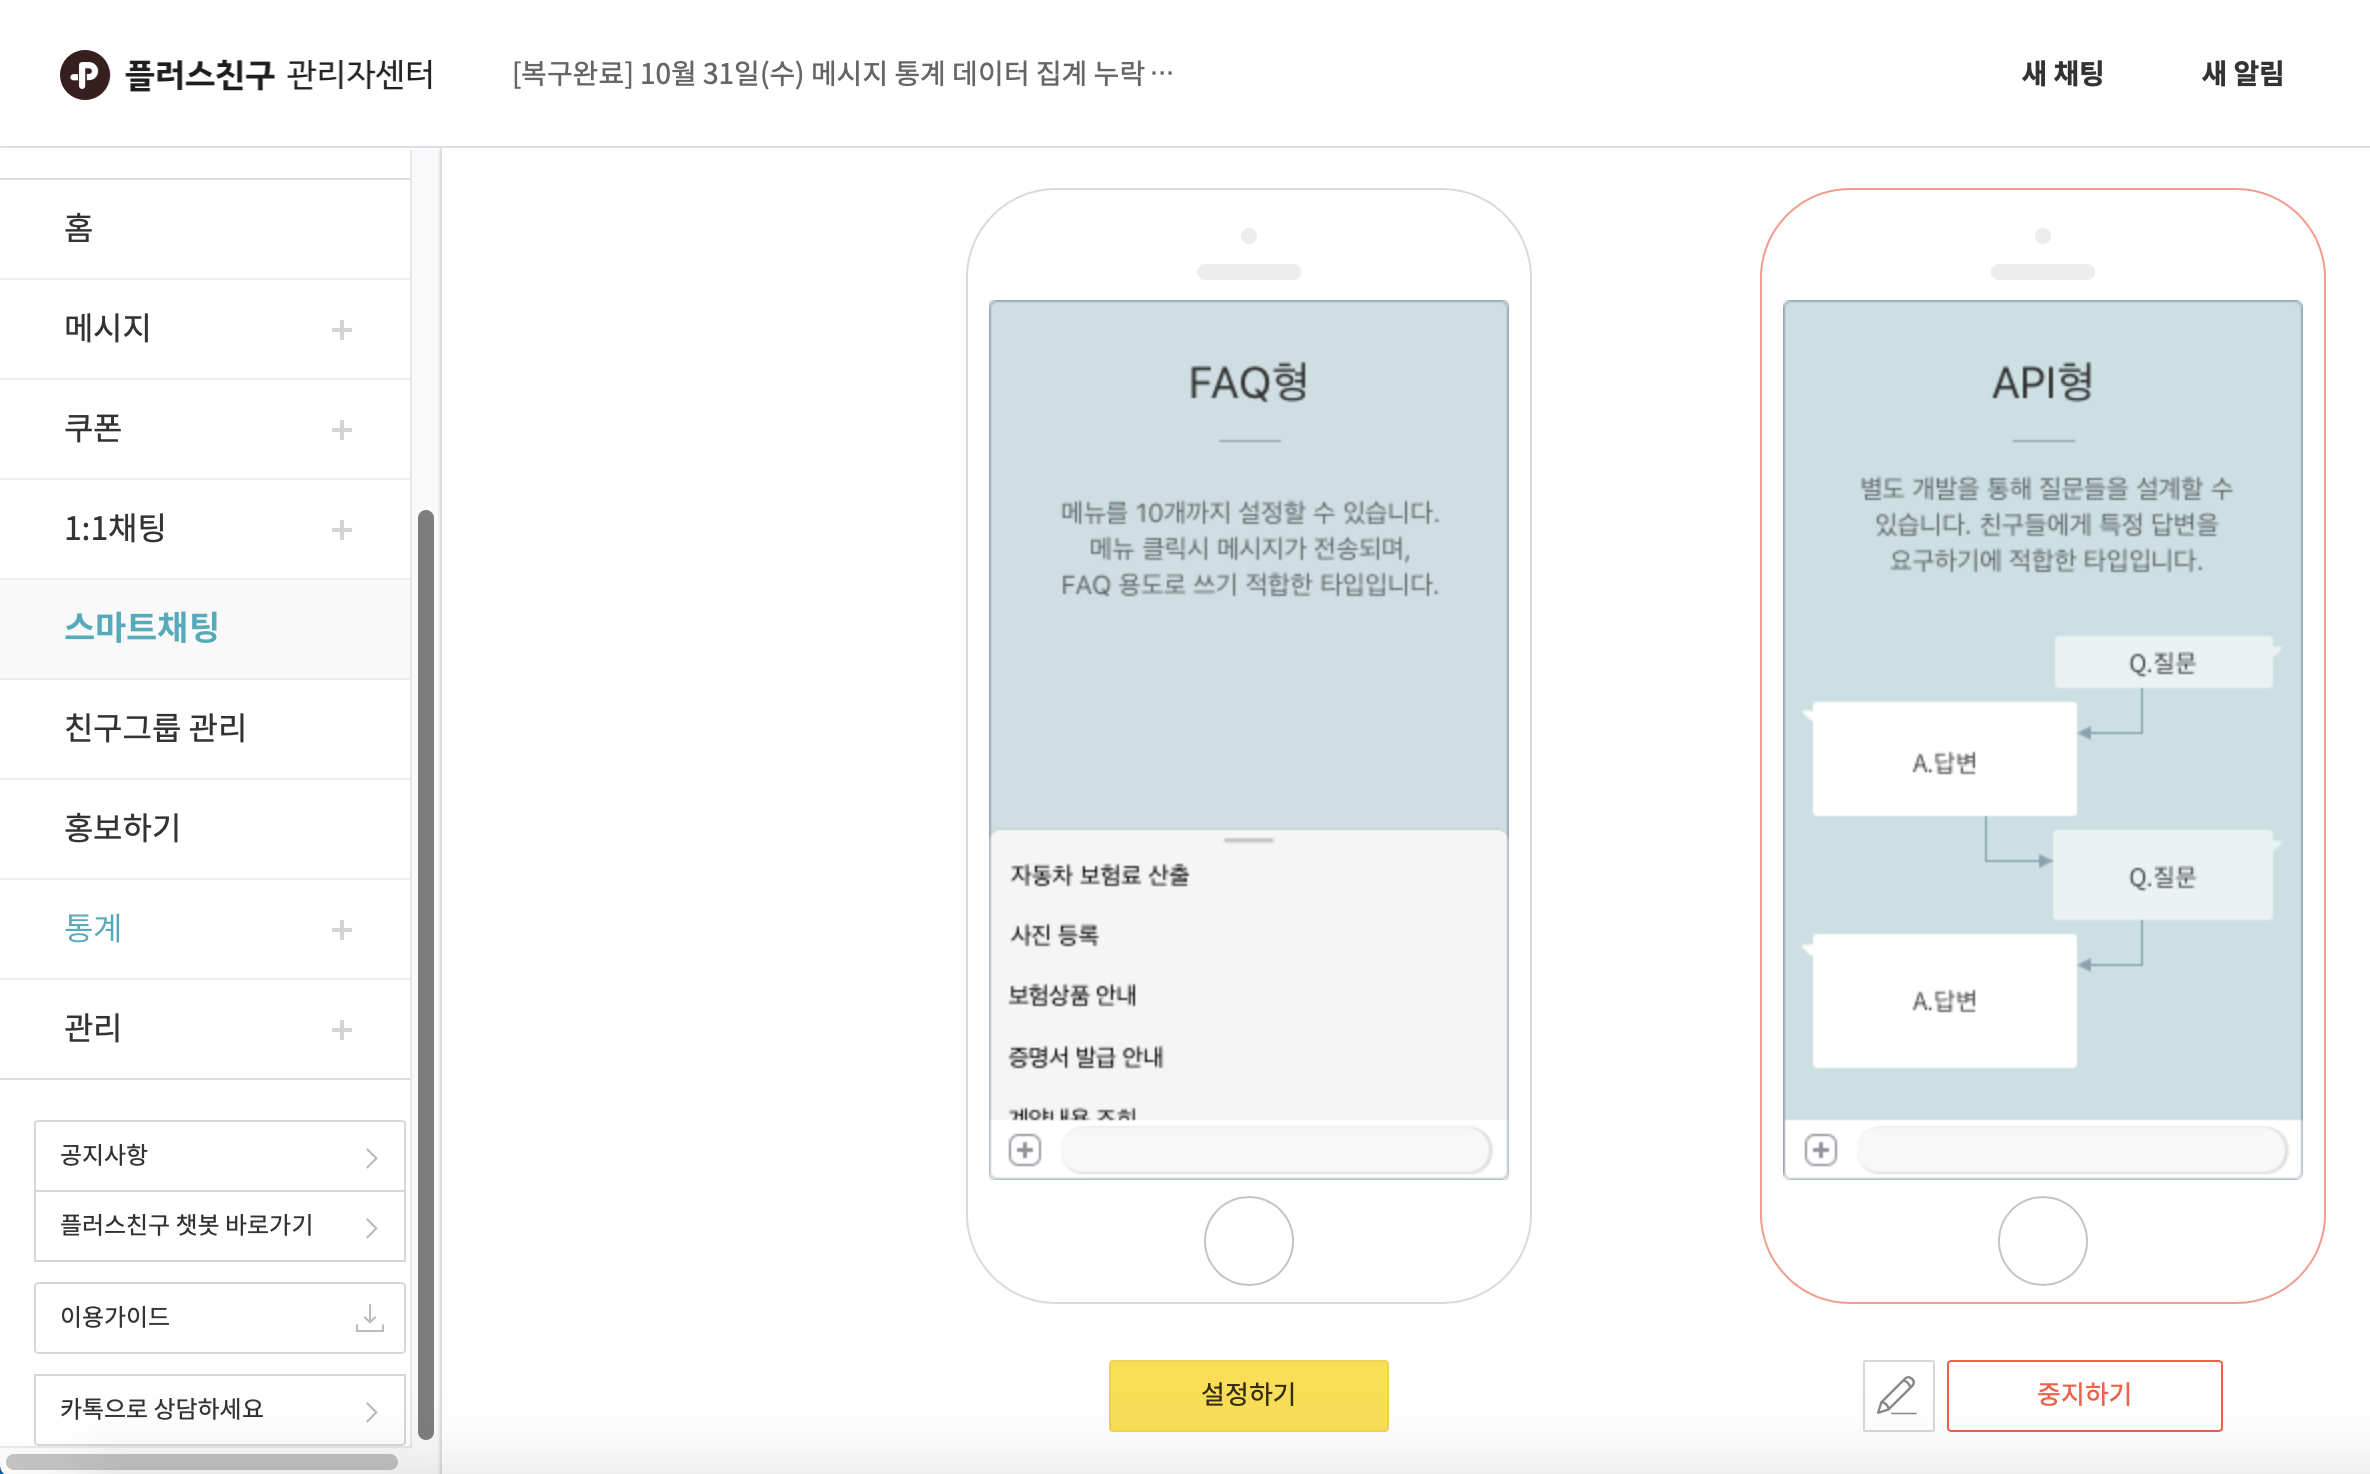 플러스친구 관리자센터
[복구완료] 10월 31일(수) 메시지 통계 데이터 집계 누락 ...
새 채팅
새 알림
홈
메시지
쿠폰
1:1채팅
스마트채팅
친구그룹 관리
홍보하기
통계
관리
공지사항
플러스친구 챗봇 바로가기
이용가이드
카톡으로 상담하세요
FAQ형
메뉴를 10개까지 설정할 수 있습니다.
메뉴 클릭시 메시지가 전송되며,
FAQ 용도로 쓰기 적합한 타입입니다.
자동차 보험료 산출
사진 등록
보험상품 안내
증명서 발급 안내
계약내용 조회
설정하기
API형
별도 개발을 통해 질문들을 설계할 수
있습니다. 친구들에게 특정 답변을
요구하기에 적합한 타입입니다.
Q.질문
A.답변
Q.질문
A.답변
중지하기